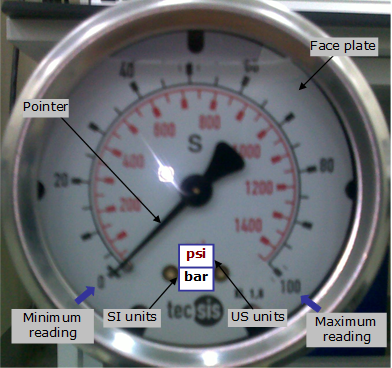 Face plate
Pointer
40
60
600
800
S
400
1000
20
80
200
1200
1400
0
100
psi
bar
Minimum
reading
SI units
US units
Maximum
reading
tecsis